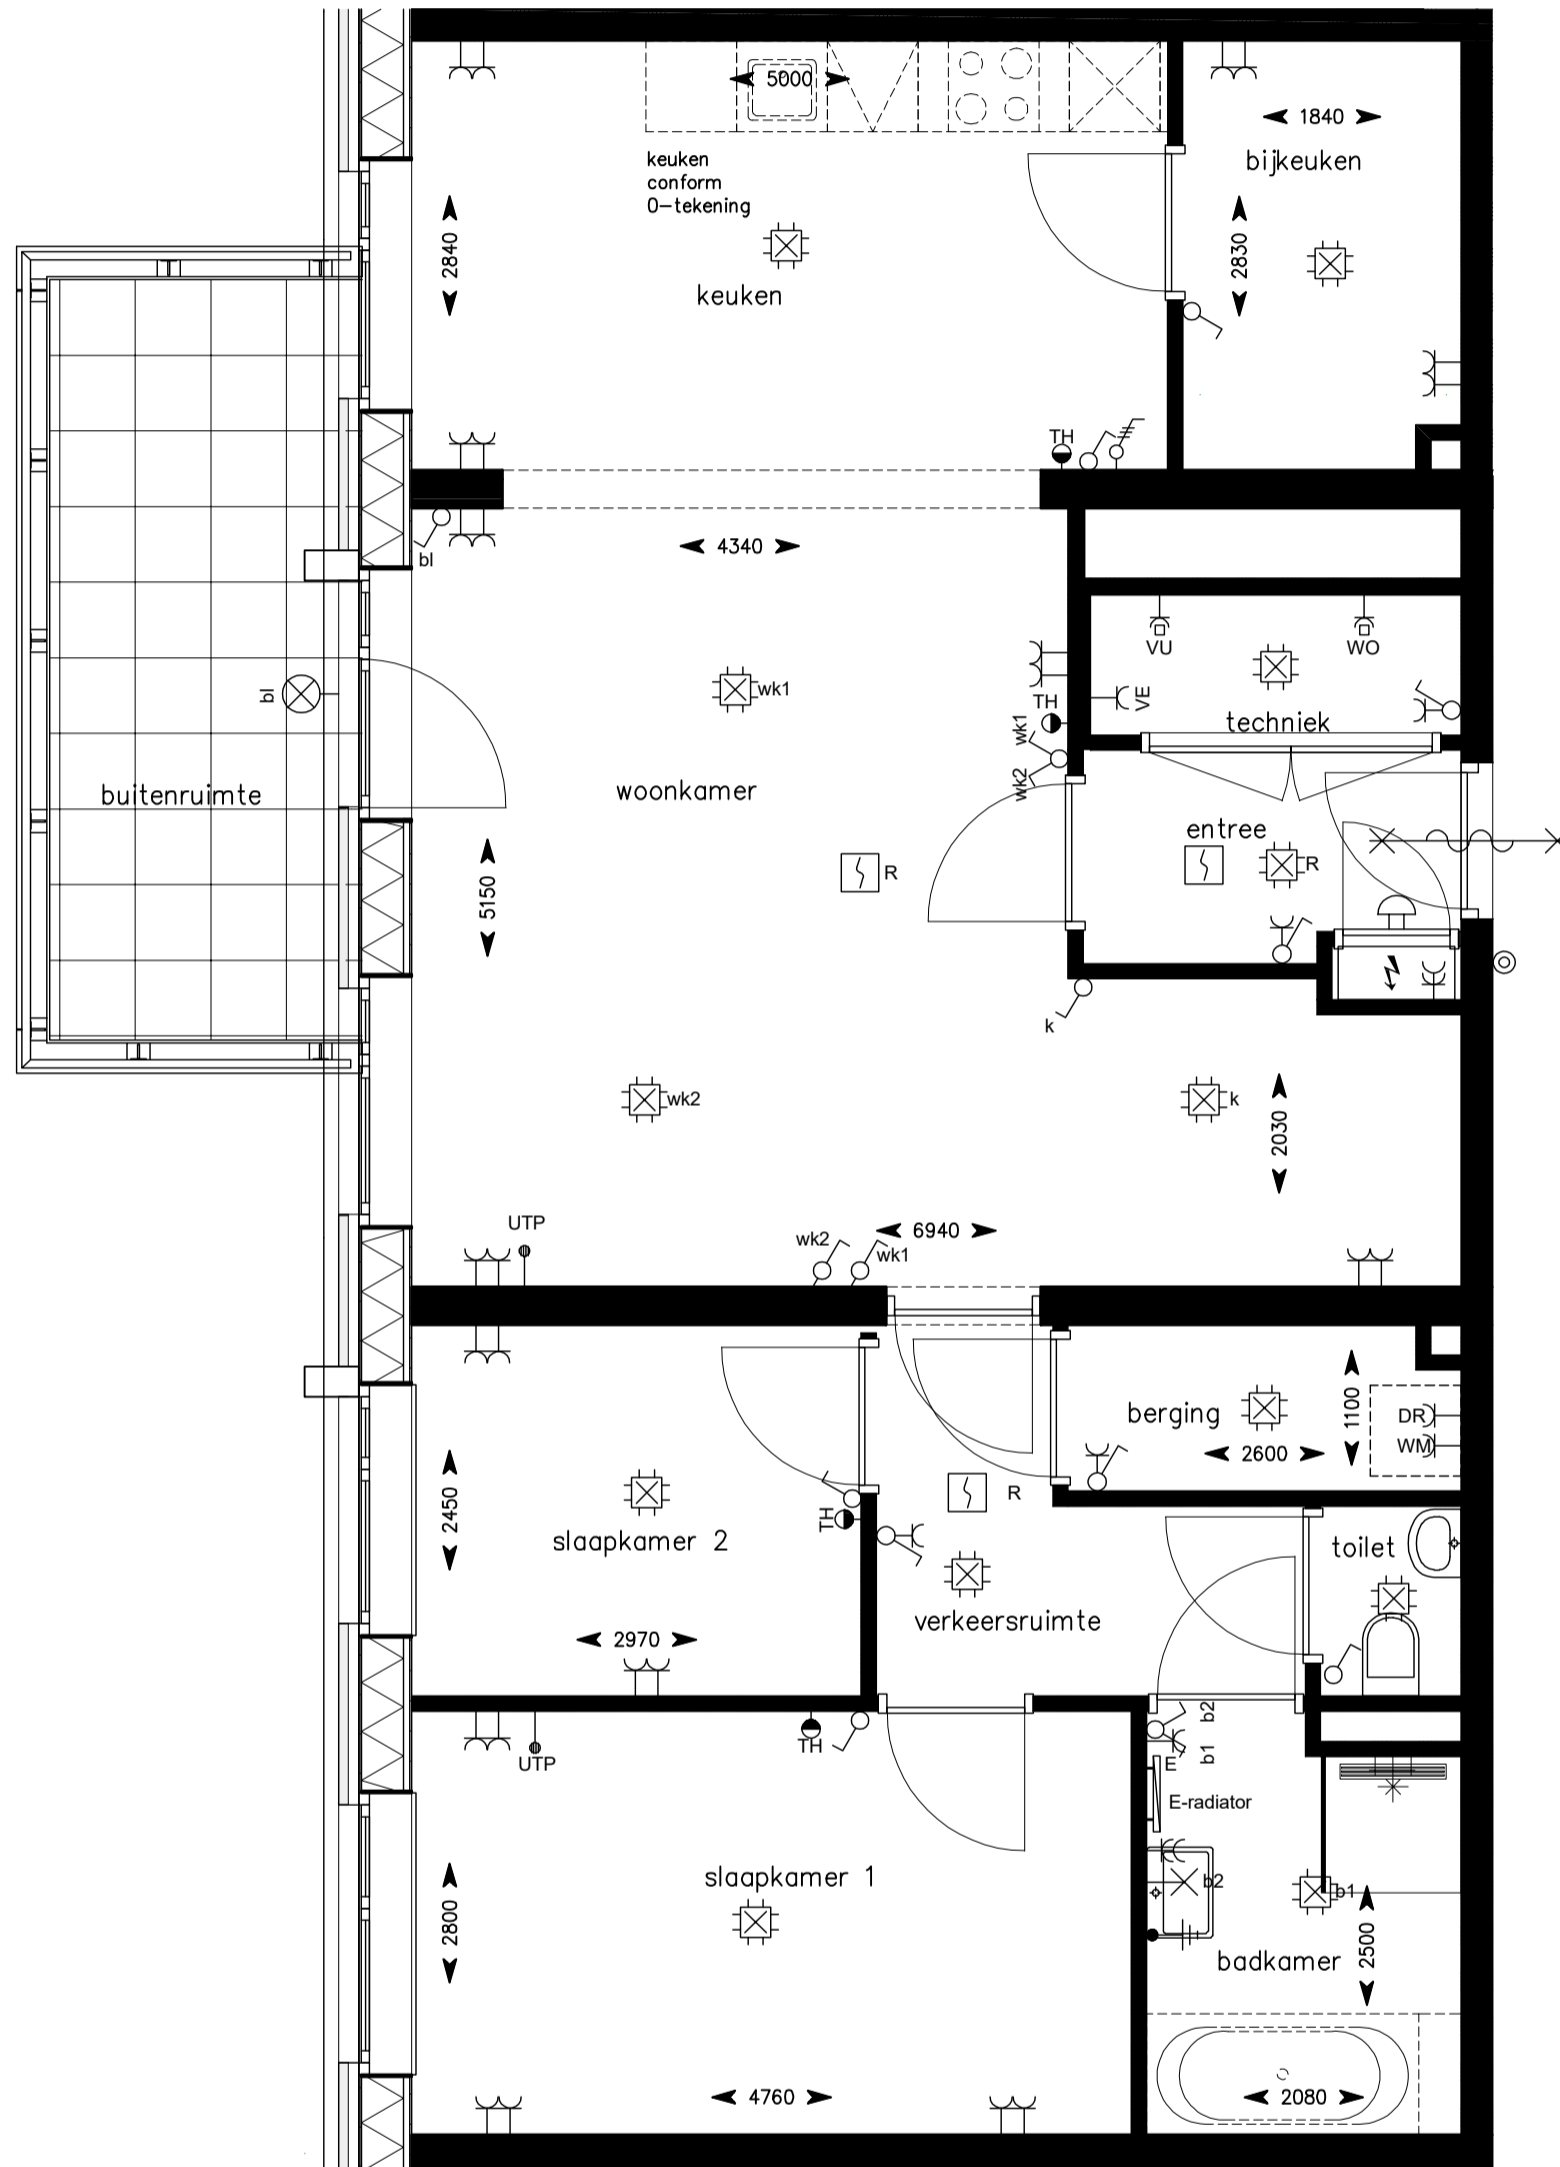 5000
1840
keuken
conform
0-tekening
bijkeuken
2840
2830
keuken
TH
bl
4340
VU
WO
wk1
VE
TH
techniek
bl
wk1
wk2
buitenruimte
woonkamer
entree
R
R
5150
k
wk2
k
2030
UTP
wk2
6940
wk1
berging
1100
DR
WM
2600
2450
R
TH
slaapkamer 2
toilet
verkeersruimte
2970
b2
TH
b1
UTP
E
E-radiator
slaapkamer 1
b2
b1
2800
2500
badkamer
4760
2080